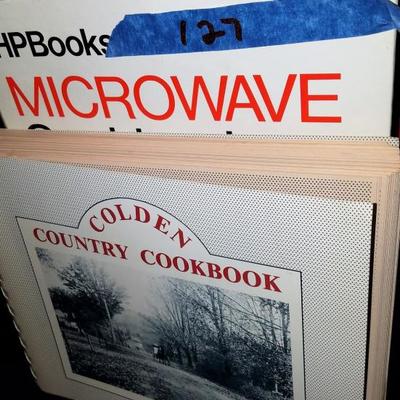 HPBooks
127
MICROWAVE
COLDEN
COUNTRY COOKBOOK